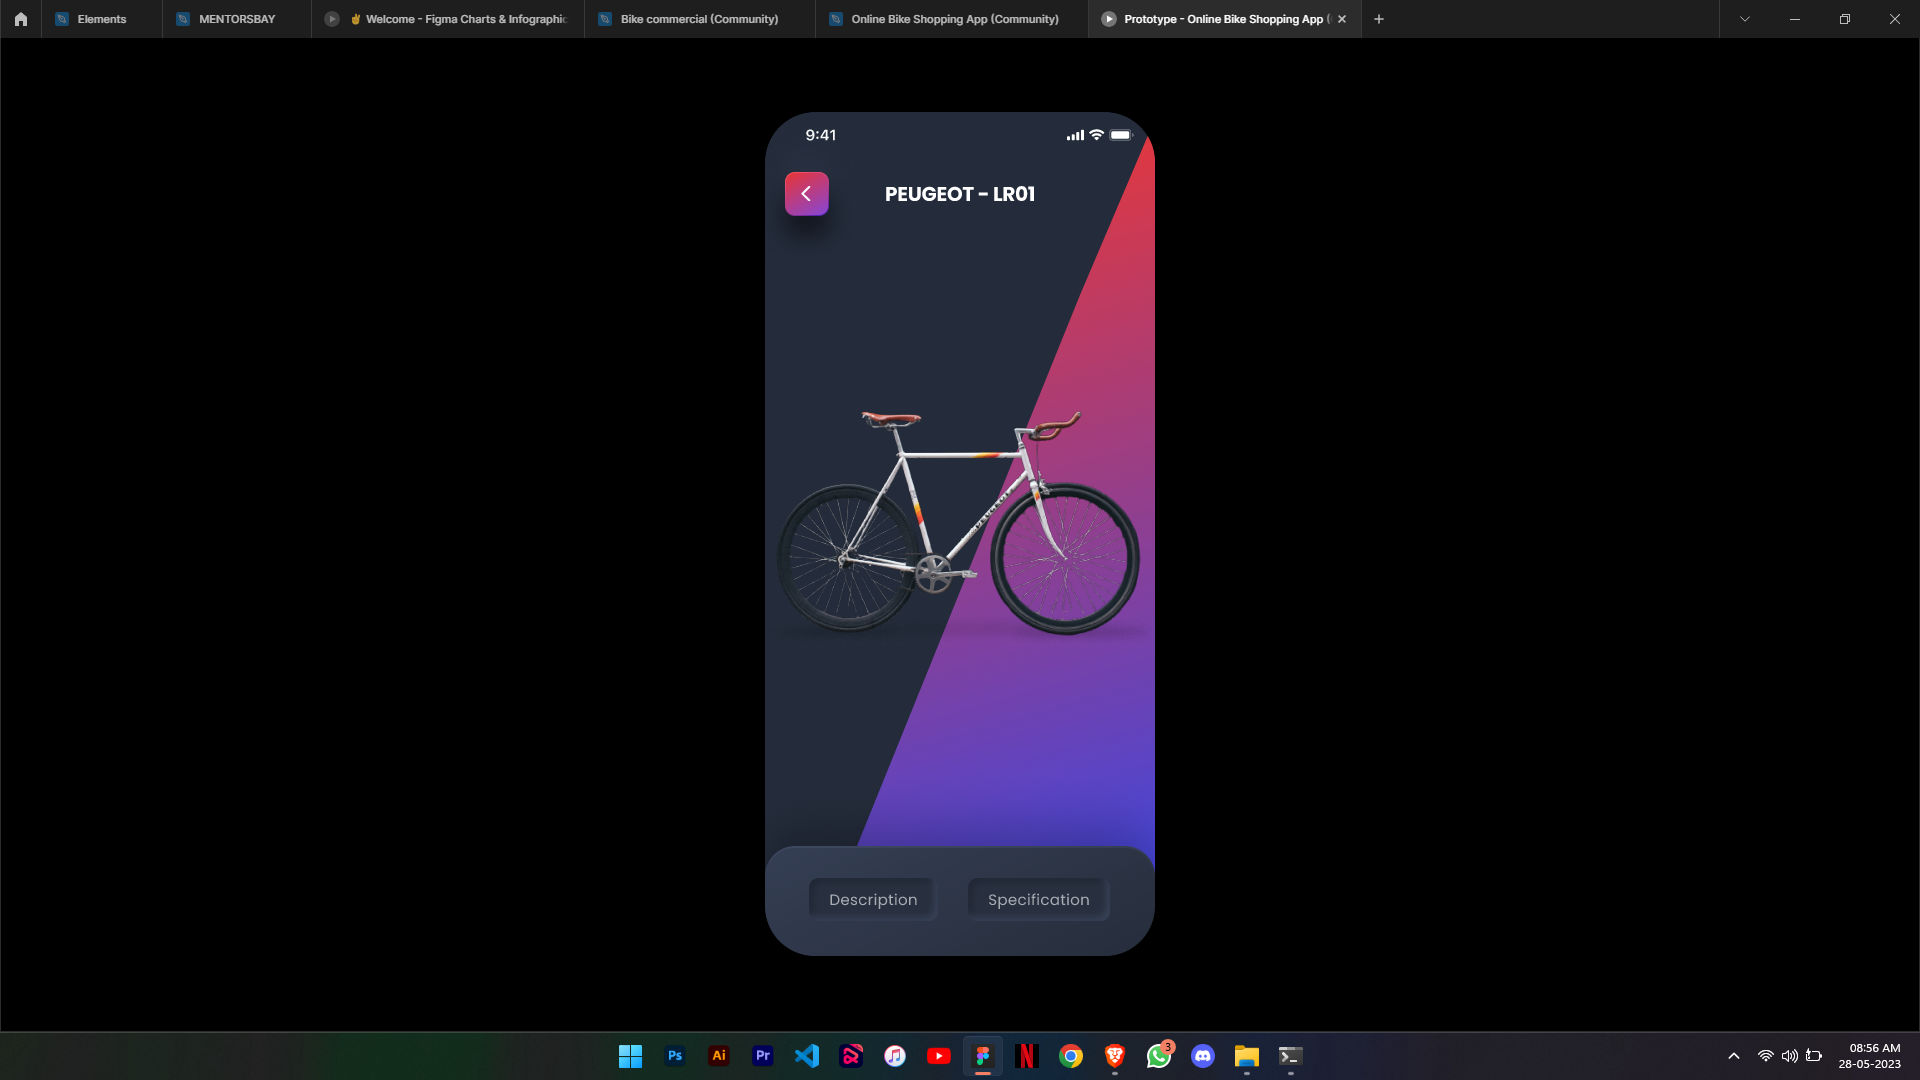 Elements
MENTORSBAY
✌ Welcome - Figma Charts & Infographic
Bike commercial (Community)
Online Bike Shopping App (Community)
Prototype - Online Bike Shopping App (
9:41
PEUGEOT - LR01
PEUGEOT
Description
Specification
Ps
Ai
Pr
N
3
08:56 AM
28-05-2023